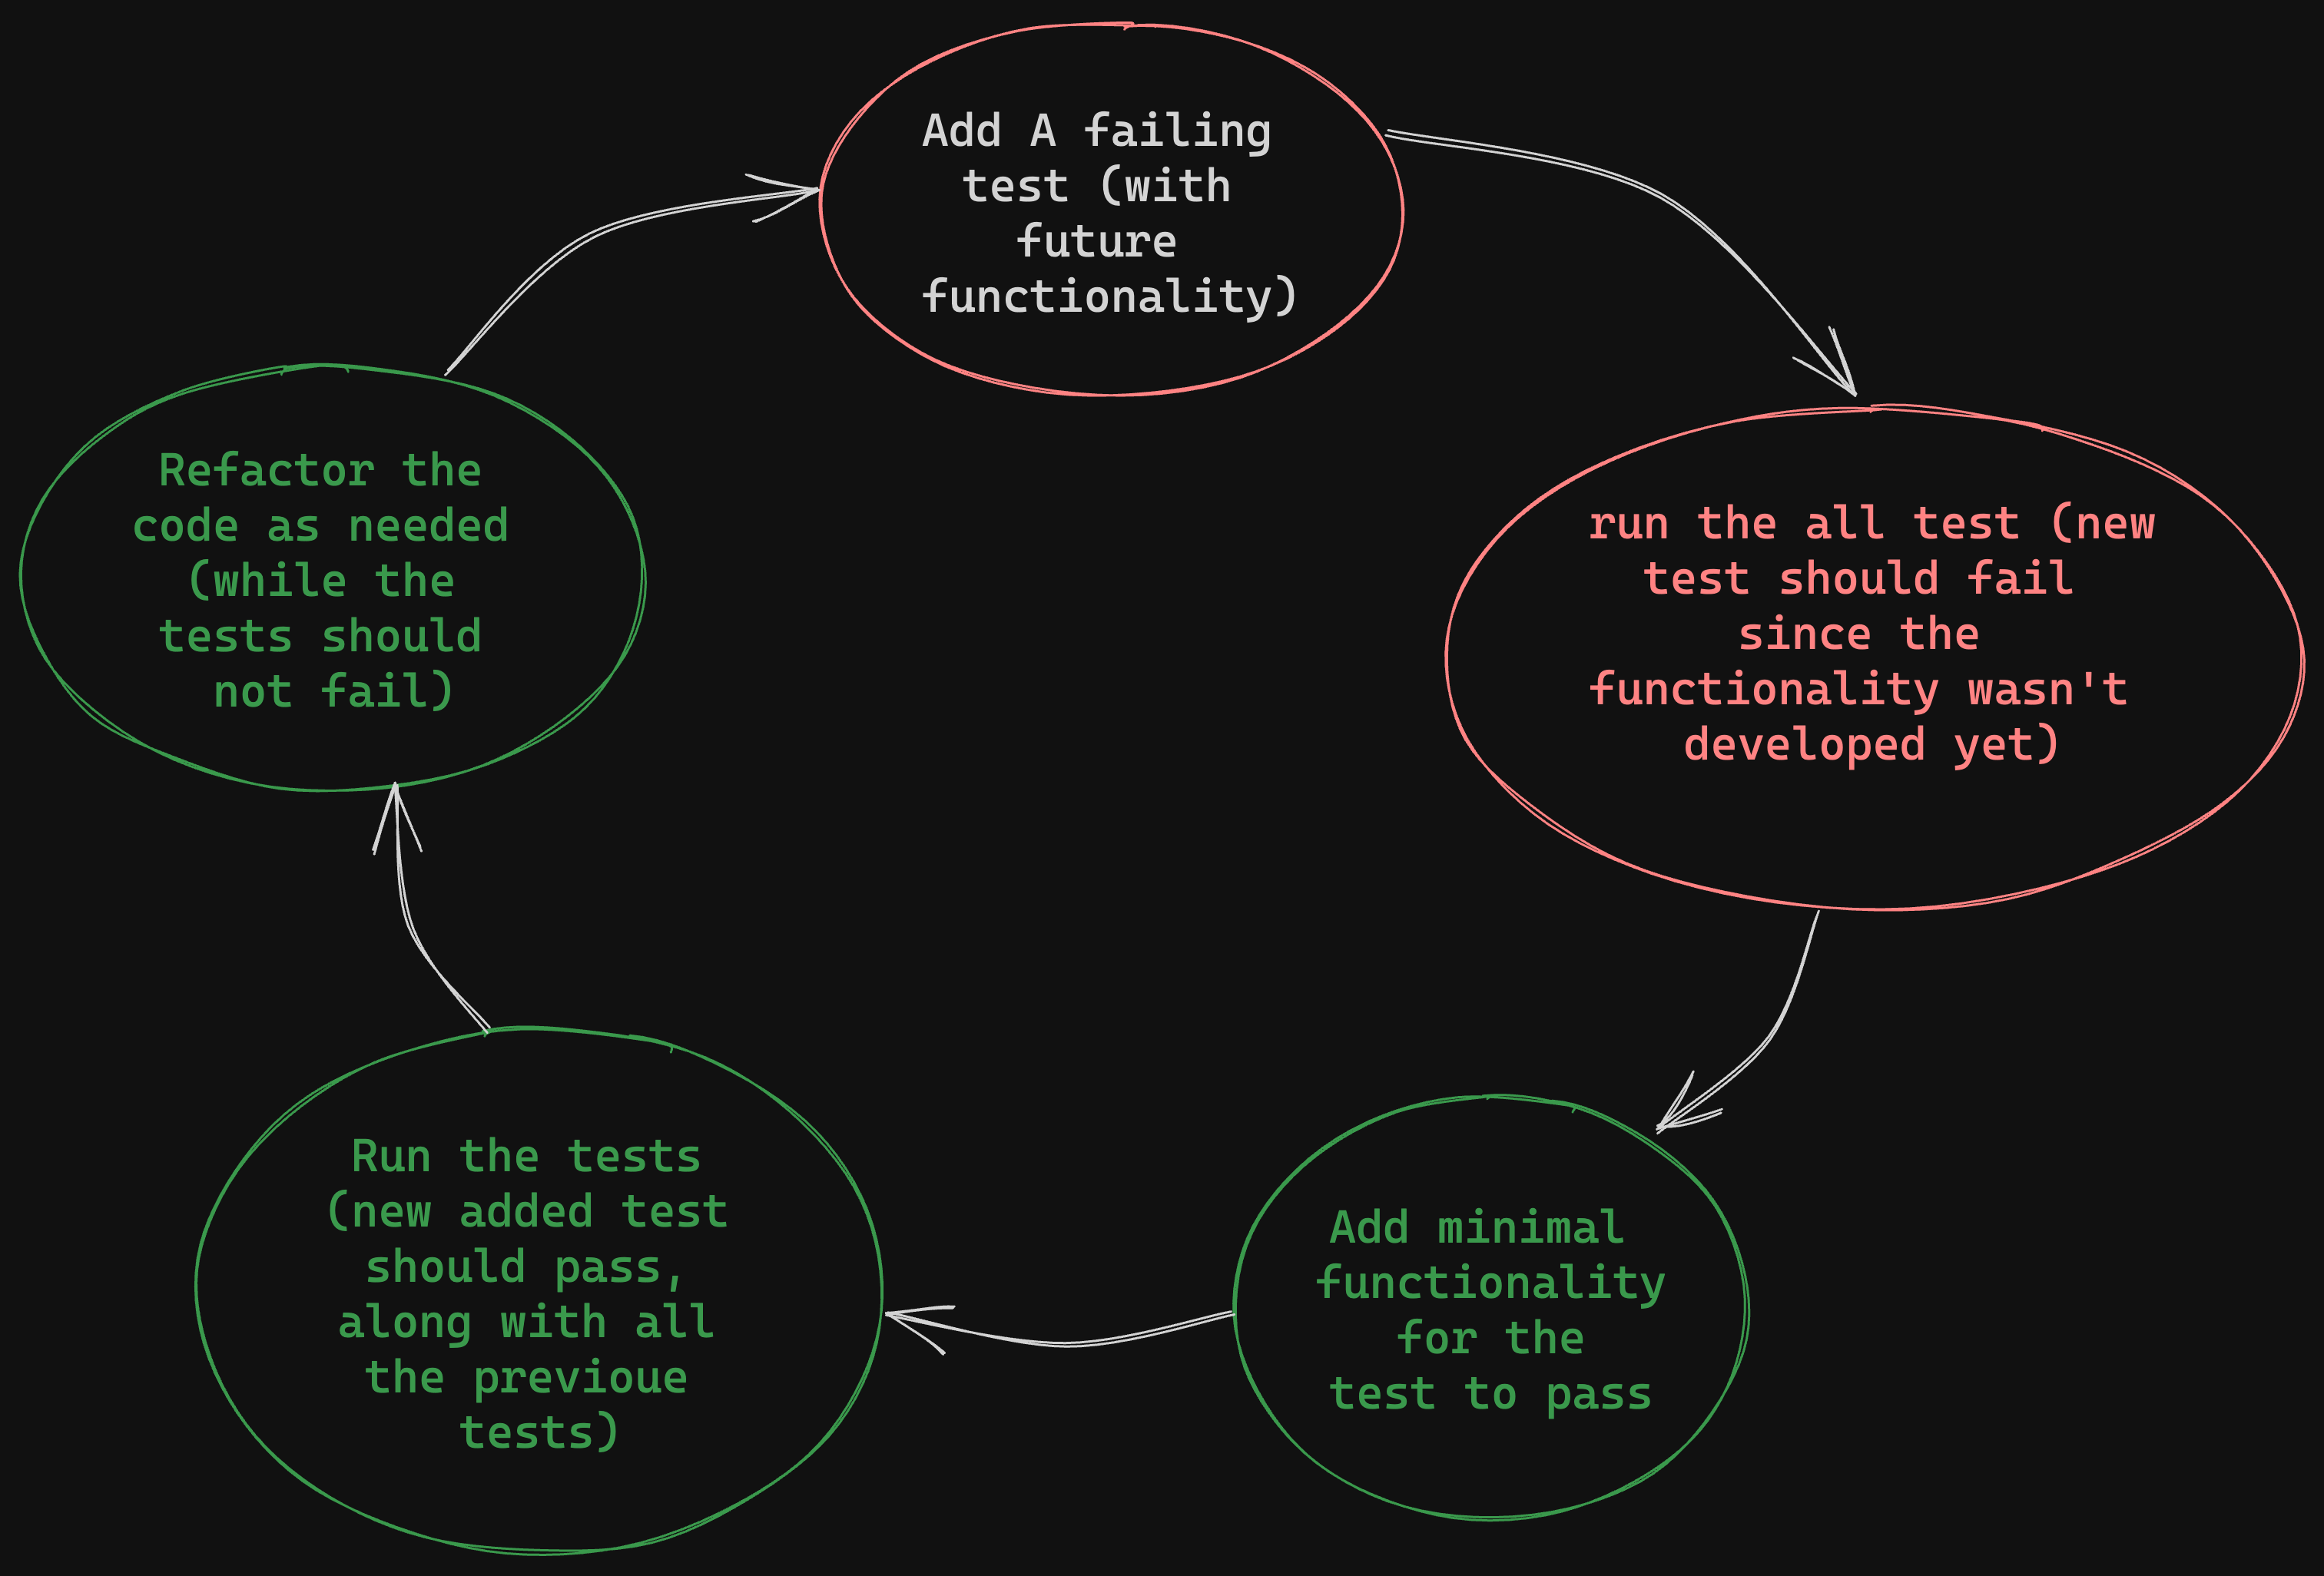 Add A failing
test (with
future
functionality)
run the all test (new
test should fail
since the
functionality wasn't
developed yet)
Add minimal
functionality
for the
test to pass
Run the tests
(new added test
should pass,
along with all
the previoue
tests)
Refactor the
code as needed
(while the
tests should
not fail)